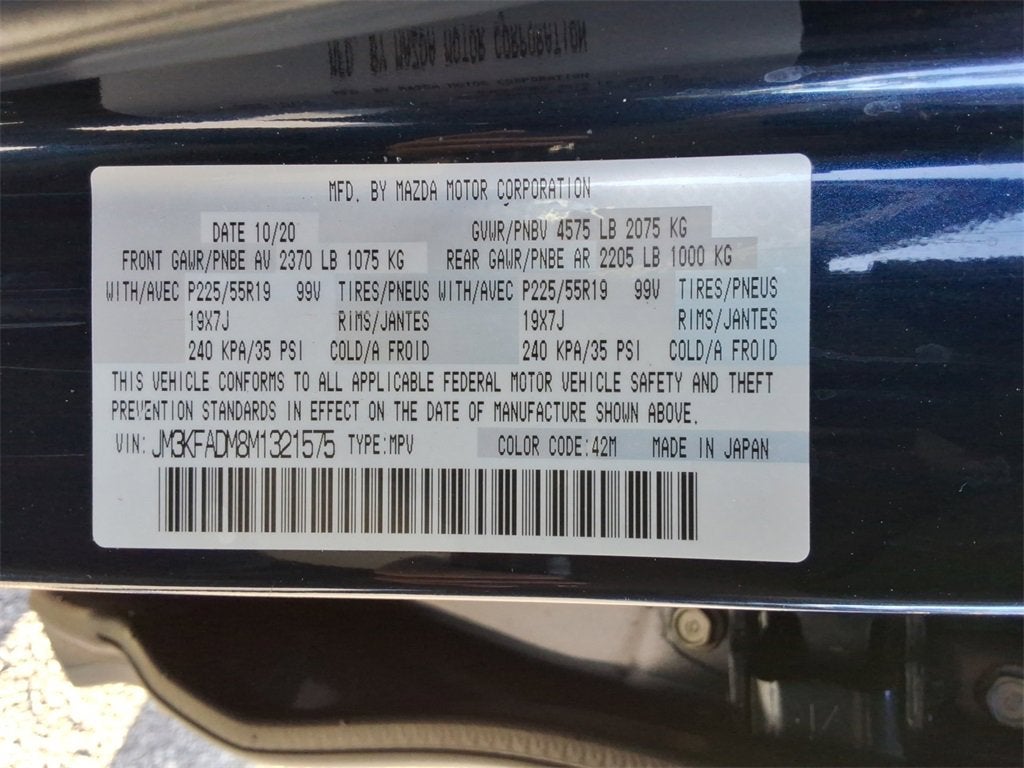 MFD. BY MAZDA MOTOR CORPORATION
DATE 10/20 GVWR/PNBV 4575 LB 2075 KG
FRONT GAWR/PNBE AV 2370 LB 1075 KG REAR GAWR/PNBE AR 2205 LB 1000 KG
WITH/AVEC P225/55R19 99V TIRES/PNEUS WITH/AVEC P225/55R19 99V TIRES/PNEUS
19X7J RIMS/JANTES 19X7J RIMS/JANTES
240 KPA/35 PSI COLD/A FROID 240 KPA/35 PSI COLD/A FROID
THIS VEHICLE CONFORMS TO ALL APPLICABLE FEDERAL MOTOR VEHICLE SAFETY AND THEFT
PREVENTION STANDARDS IN EFFECT ON THE DATE OF MANUFACTURE SHOWN ABOVE.
VIN: JM3KFADM8M1321575 TYPE:MPV COLOR CODE:42M MADE IN JAPAN